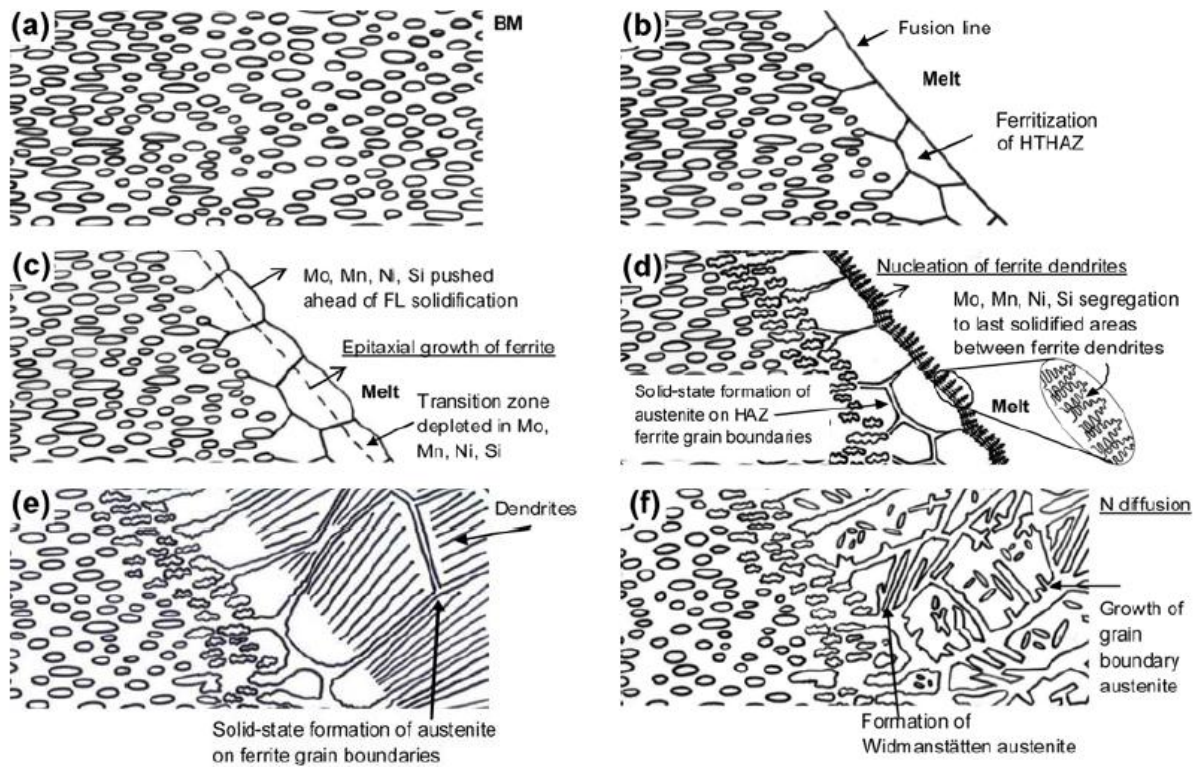 (a)
BM
(b)
Fusion line
Melt
Ferritization
of HTHAZ
(c)
Mo, Mn, Ni, Si pushed
ahead of FL solidification
Epitaxial growth of ferrite
Melt
Transition zone
depleted in Mo,
Mn, Ni, Si
(d)
Nucleation of ferrite dendrites
Mo, Mn, Ni, Si segregation
to last solidified areas
between ferrite dendrites
Solid-state formation of
austenite on HAZ
ferrite grain boundaries
Melt
(e)
Dendrites
Solid-state formation of austenite
on ferrite grain boundaries
(f)
N diffusion
Growth of
grain
boundary
austenite
Formation of
Widmanstätten austenite